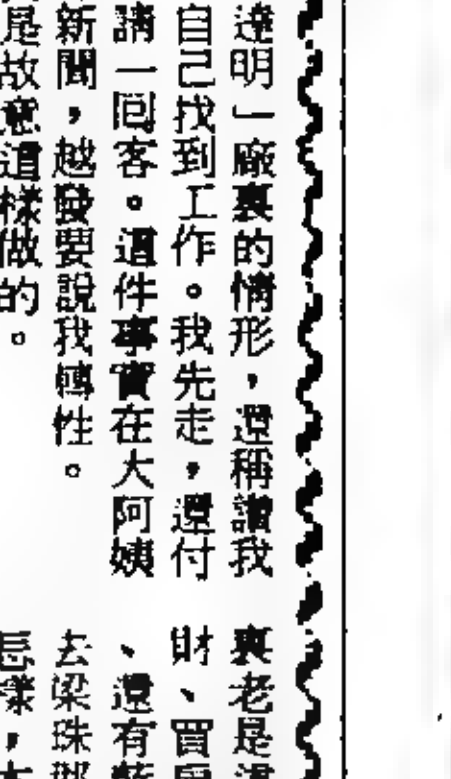 達明」廠裏的情形，還稱讚我
自己找到工作。我先走，還付
請一回客。這件事實在大阿姨
新聞，越發要說我轉性。
是故意這樣做的。
裏老是
財、買
、還有
去梁珠
怎樣，